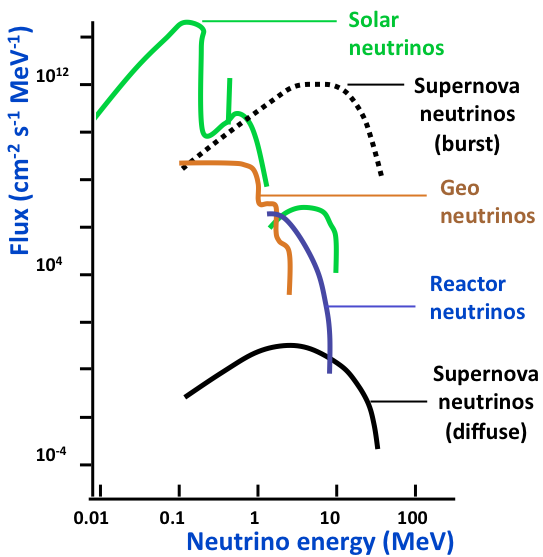 Solar
neutrinos
10¹²
Supernova
neutrinos
(burst)
Flux (cm⁻² s⁻¹ MeV⁻¹)
Geo
neutrinos
10⁴
Reactor
neutrinos
Supernova
neutrinos
(diffuse)
10⁻⁴
0.01 0.1 1 10 100
Neutrino energy (MeV)